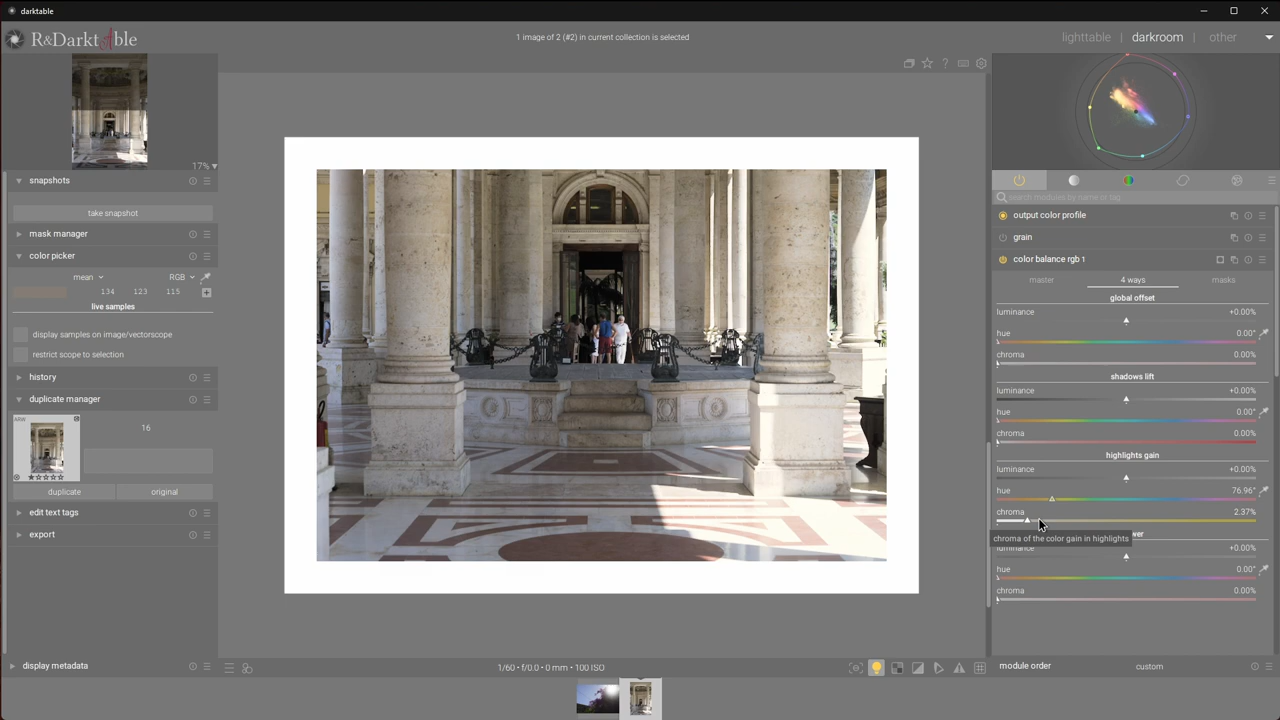 darktable
R&Darktable
1 image of 2 (#2) in current collection is selected
lighttable | darkroom | other
17%
snapshots
take snapshot
mask manager
color picker
mean RGB
134 123 115
live samples
display samples on image/vectorscope
restrict scope to selection
history
duplicate manager
16
duplicate original
edit text tags
export
display metadata
1/60 • f/0.0 • 0 mm • 100 ISO
search modules by name or tag
output color profile
grain
color balance rgb 1
master 4 ways masks
global offset
luminance +0.00%
hue 0.00°
chroma 0.00%
shadows lift
luminance +0.00%
hue 0.00°
chroma 0.00%
highlights gain
luminance +0.00%
hue 76.96°
chroma 2.37%
chroma of the color gain in highlights
luminance +0.00%
hue 0.00°
chroma 0.00%
module order custom